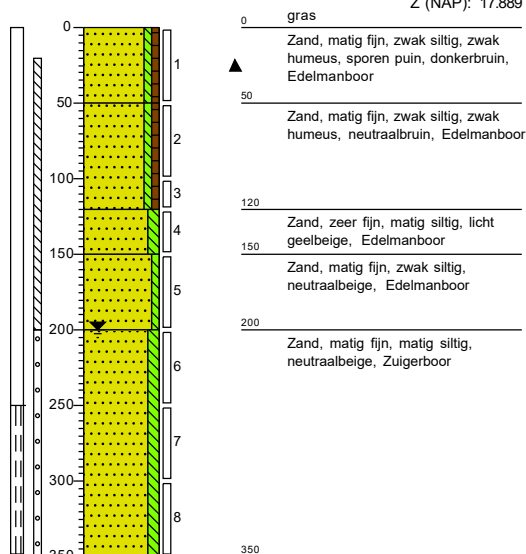 Z (NAP): 17.889
0
gras
0
Zand, matig fijn, zwak siltig, zwak
humeus, sporen puin, donkerbruin,
Edelmanboor
1
50
50
Zand, matig fijn, zwak siltig, zwak
humeus, neutraalbruin, Edelmanboor
2
100
3
120
Zand, zeer fijn, matig siltig, licht
geelbeige, Edelmanboor
4
150
150
Zand, matig fijn, zwak siltig,
neutraalbeige, Edelmanboor
5
200
200
Zand, matig fijn, matig siltig,
neutraalbeige, Zuigerboor
6
250
7
300
8
350
350